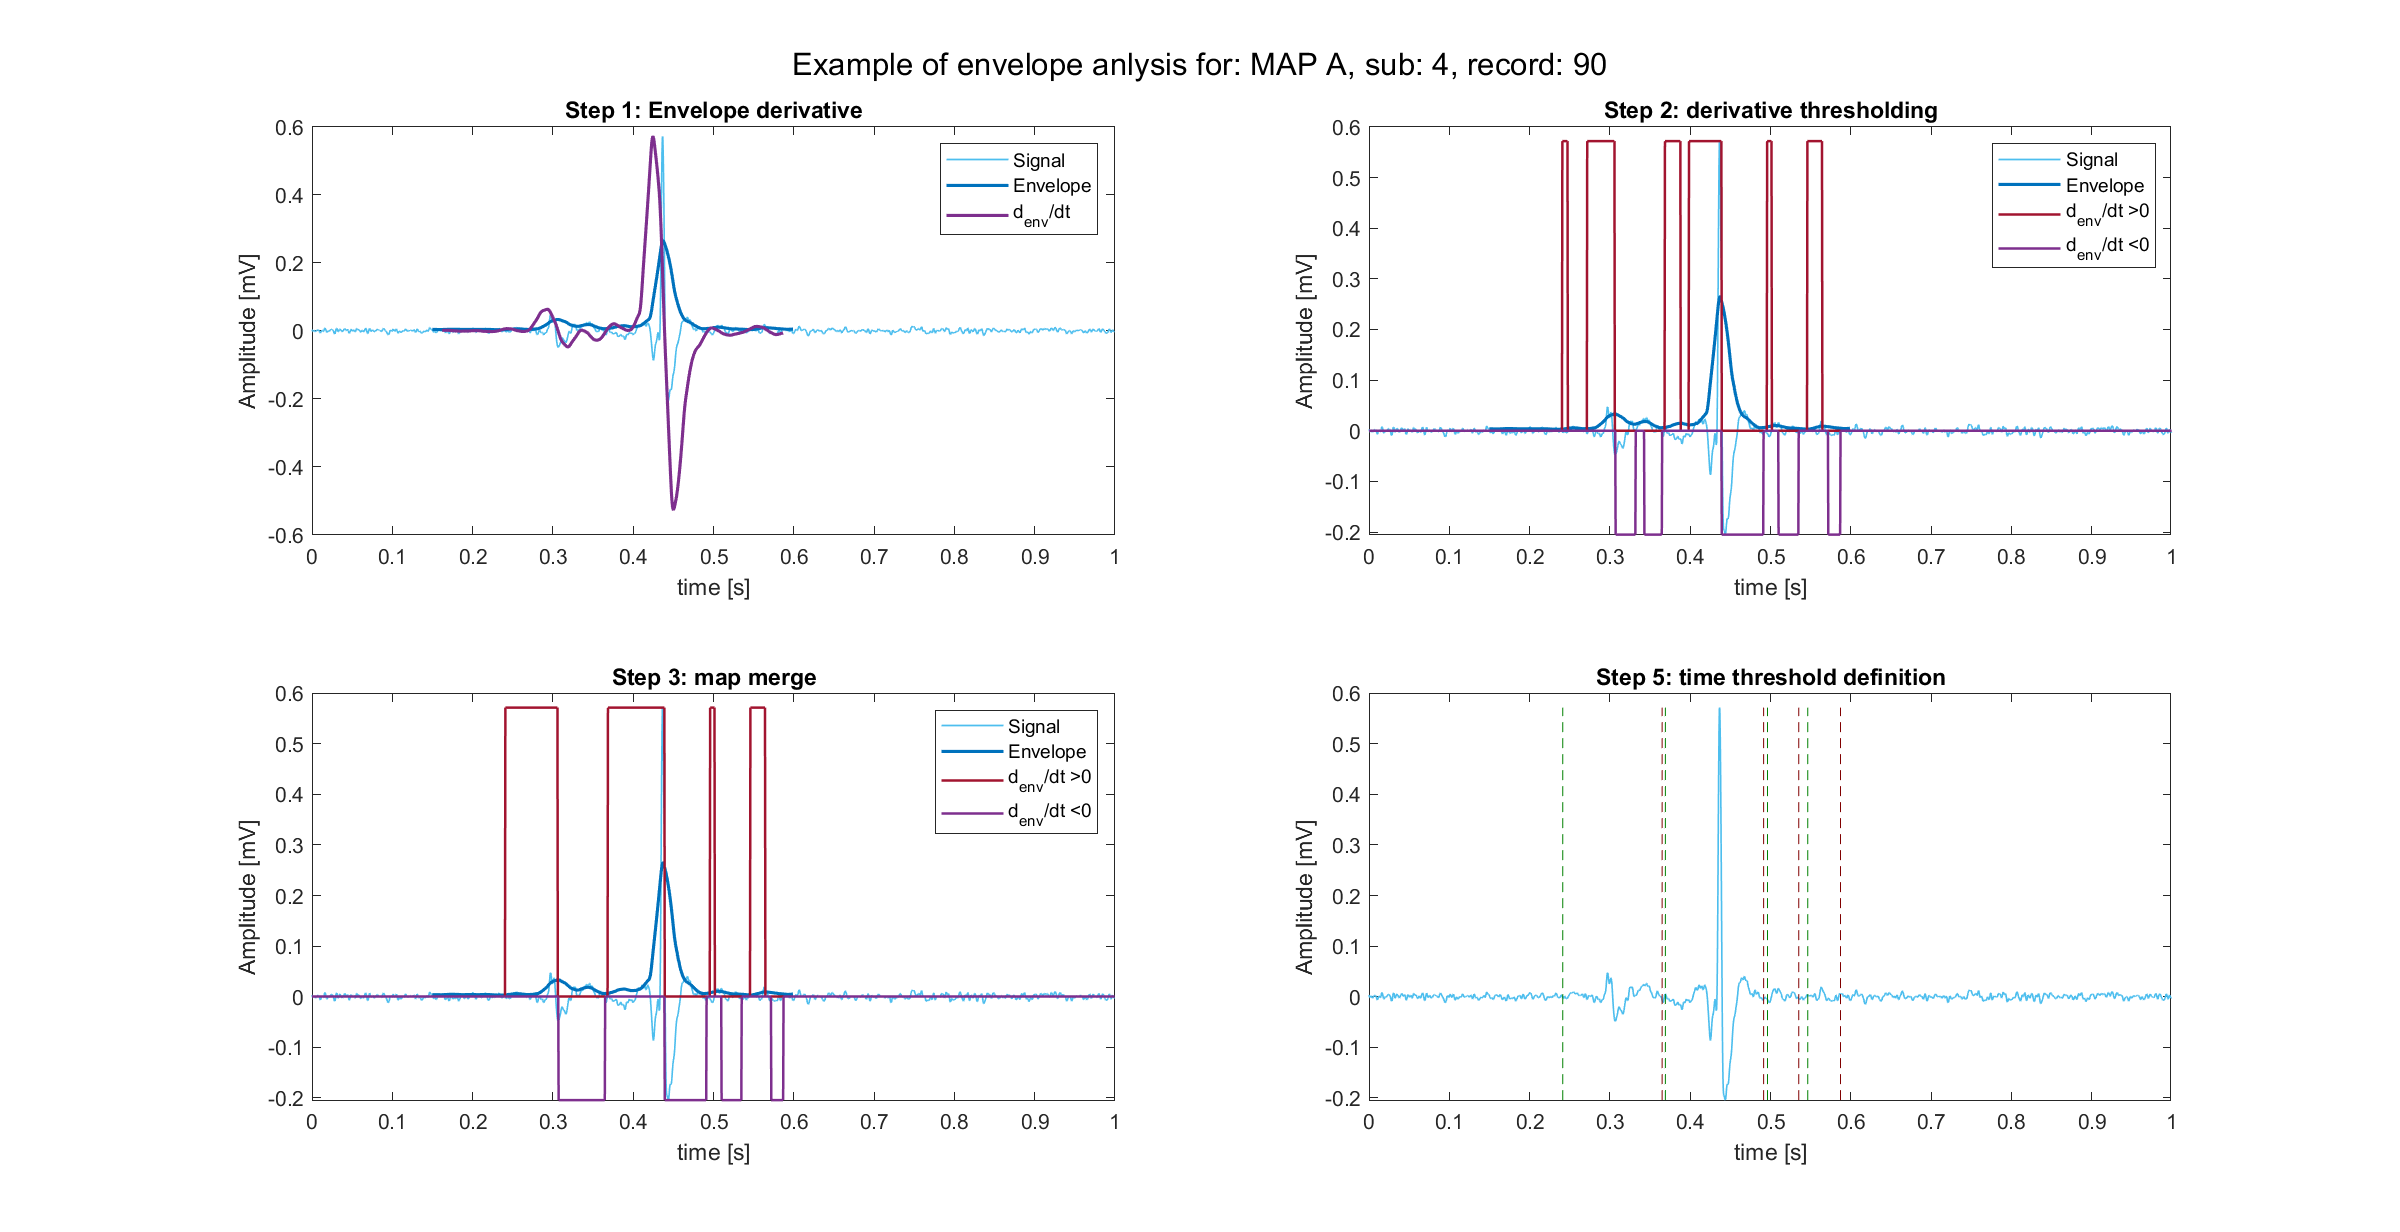 Example of envelope anlysis for: MAP A, sub: 4, record: 90
Step 1: Envelope derivative
0.6
0.4
0.2
0
-0.2
-0.4
-0.6
Amplitude [mV]
0 0.1 0.2 0.3 0.4 0.5 0.6 0.7 0.8 0.9 1
time [s]
Signal
Envelope
d_env/dt
Step 2: derivative thresholding
0.6
0.5
0.4
0.3
0.2
0.1
0
-0.1
-0.2
Amplitude [mV]
0 0.1 0.2 0.3 0.4 0.5 0.6 0.7 0.8 0.9 1
time [s]
Signal
Envelope
d_env/dt >0
d_env/dt <0
Step 3: map merge
0.6
0.5
0.4
0.3
0.2
0.1
0
-0.1
-0.2
Amplitude [mV]
0 0.1 0.2 0.3 0.4 0.5 0.6 0.7 0.8 0.9 1
time [s]
Signal
Envelope
d_env/dt >0
d_env/dt <0
Step 5: time threshold definition
0.6
0.5
0.4
0.3
0.2
0.1
0
-0.1
-0.2
Amplitude [mV]
0 0.1 0.2 0.3 0.4 0.5 0.6 0.7 0.8 0.9 1
time [s]